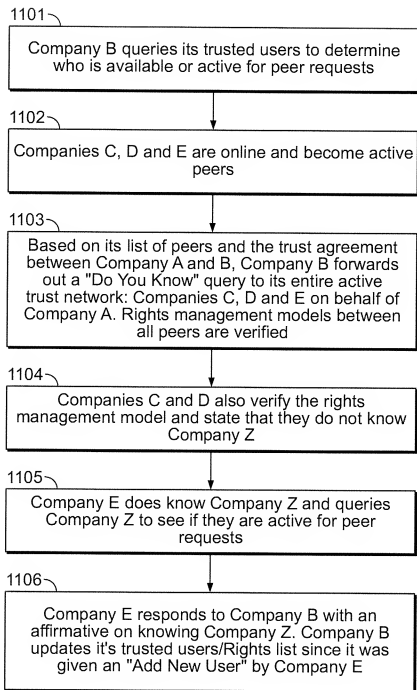 1101
Company B queries its trusted users to determine
who is available or active for peer requests
1102
Companies C, D and E are online and become active
peers
1103
Based on its list of peers and the trust agreement
between Company A and B, Company B forwards
out a "Do You Know" query to its entire active
trust network: Companies C, D and E on behalf of
Company A. Rights management models between
all peers are verified
1104
Companies C and D also verify the rights
management model and state that they do not know
Company Z
1105
Company E does know Company Z and queries
Company Z to see if they are active for peer
requests
1106
Company E responds to Company B with an
affirmative on knowing Company Z. Company B
updates it's trusted users/Rights list since it was
given an "Add New User" by Company E